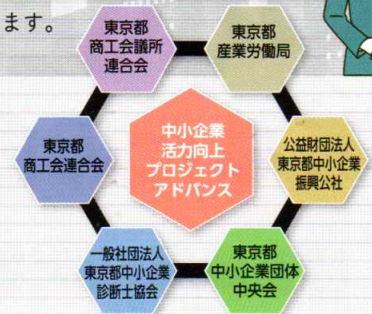 ます。
東京都
商工会議所
連合会
東京都
産業労働局
東京都
商工会連合会
中小企業
活力向上
プロジェクト
アドバンス
公益財団法人
東京都中小企業
振興公社
一般社団法人
東京都中小企業
診断士協会
東京都
中小企業団体
中央会